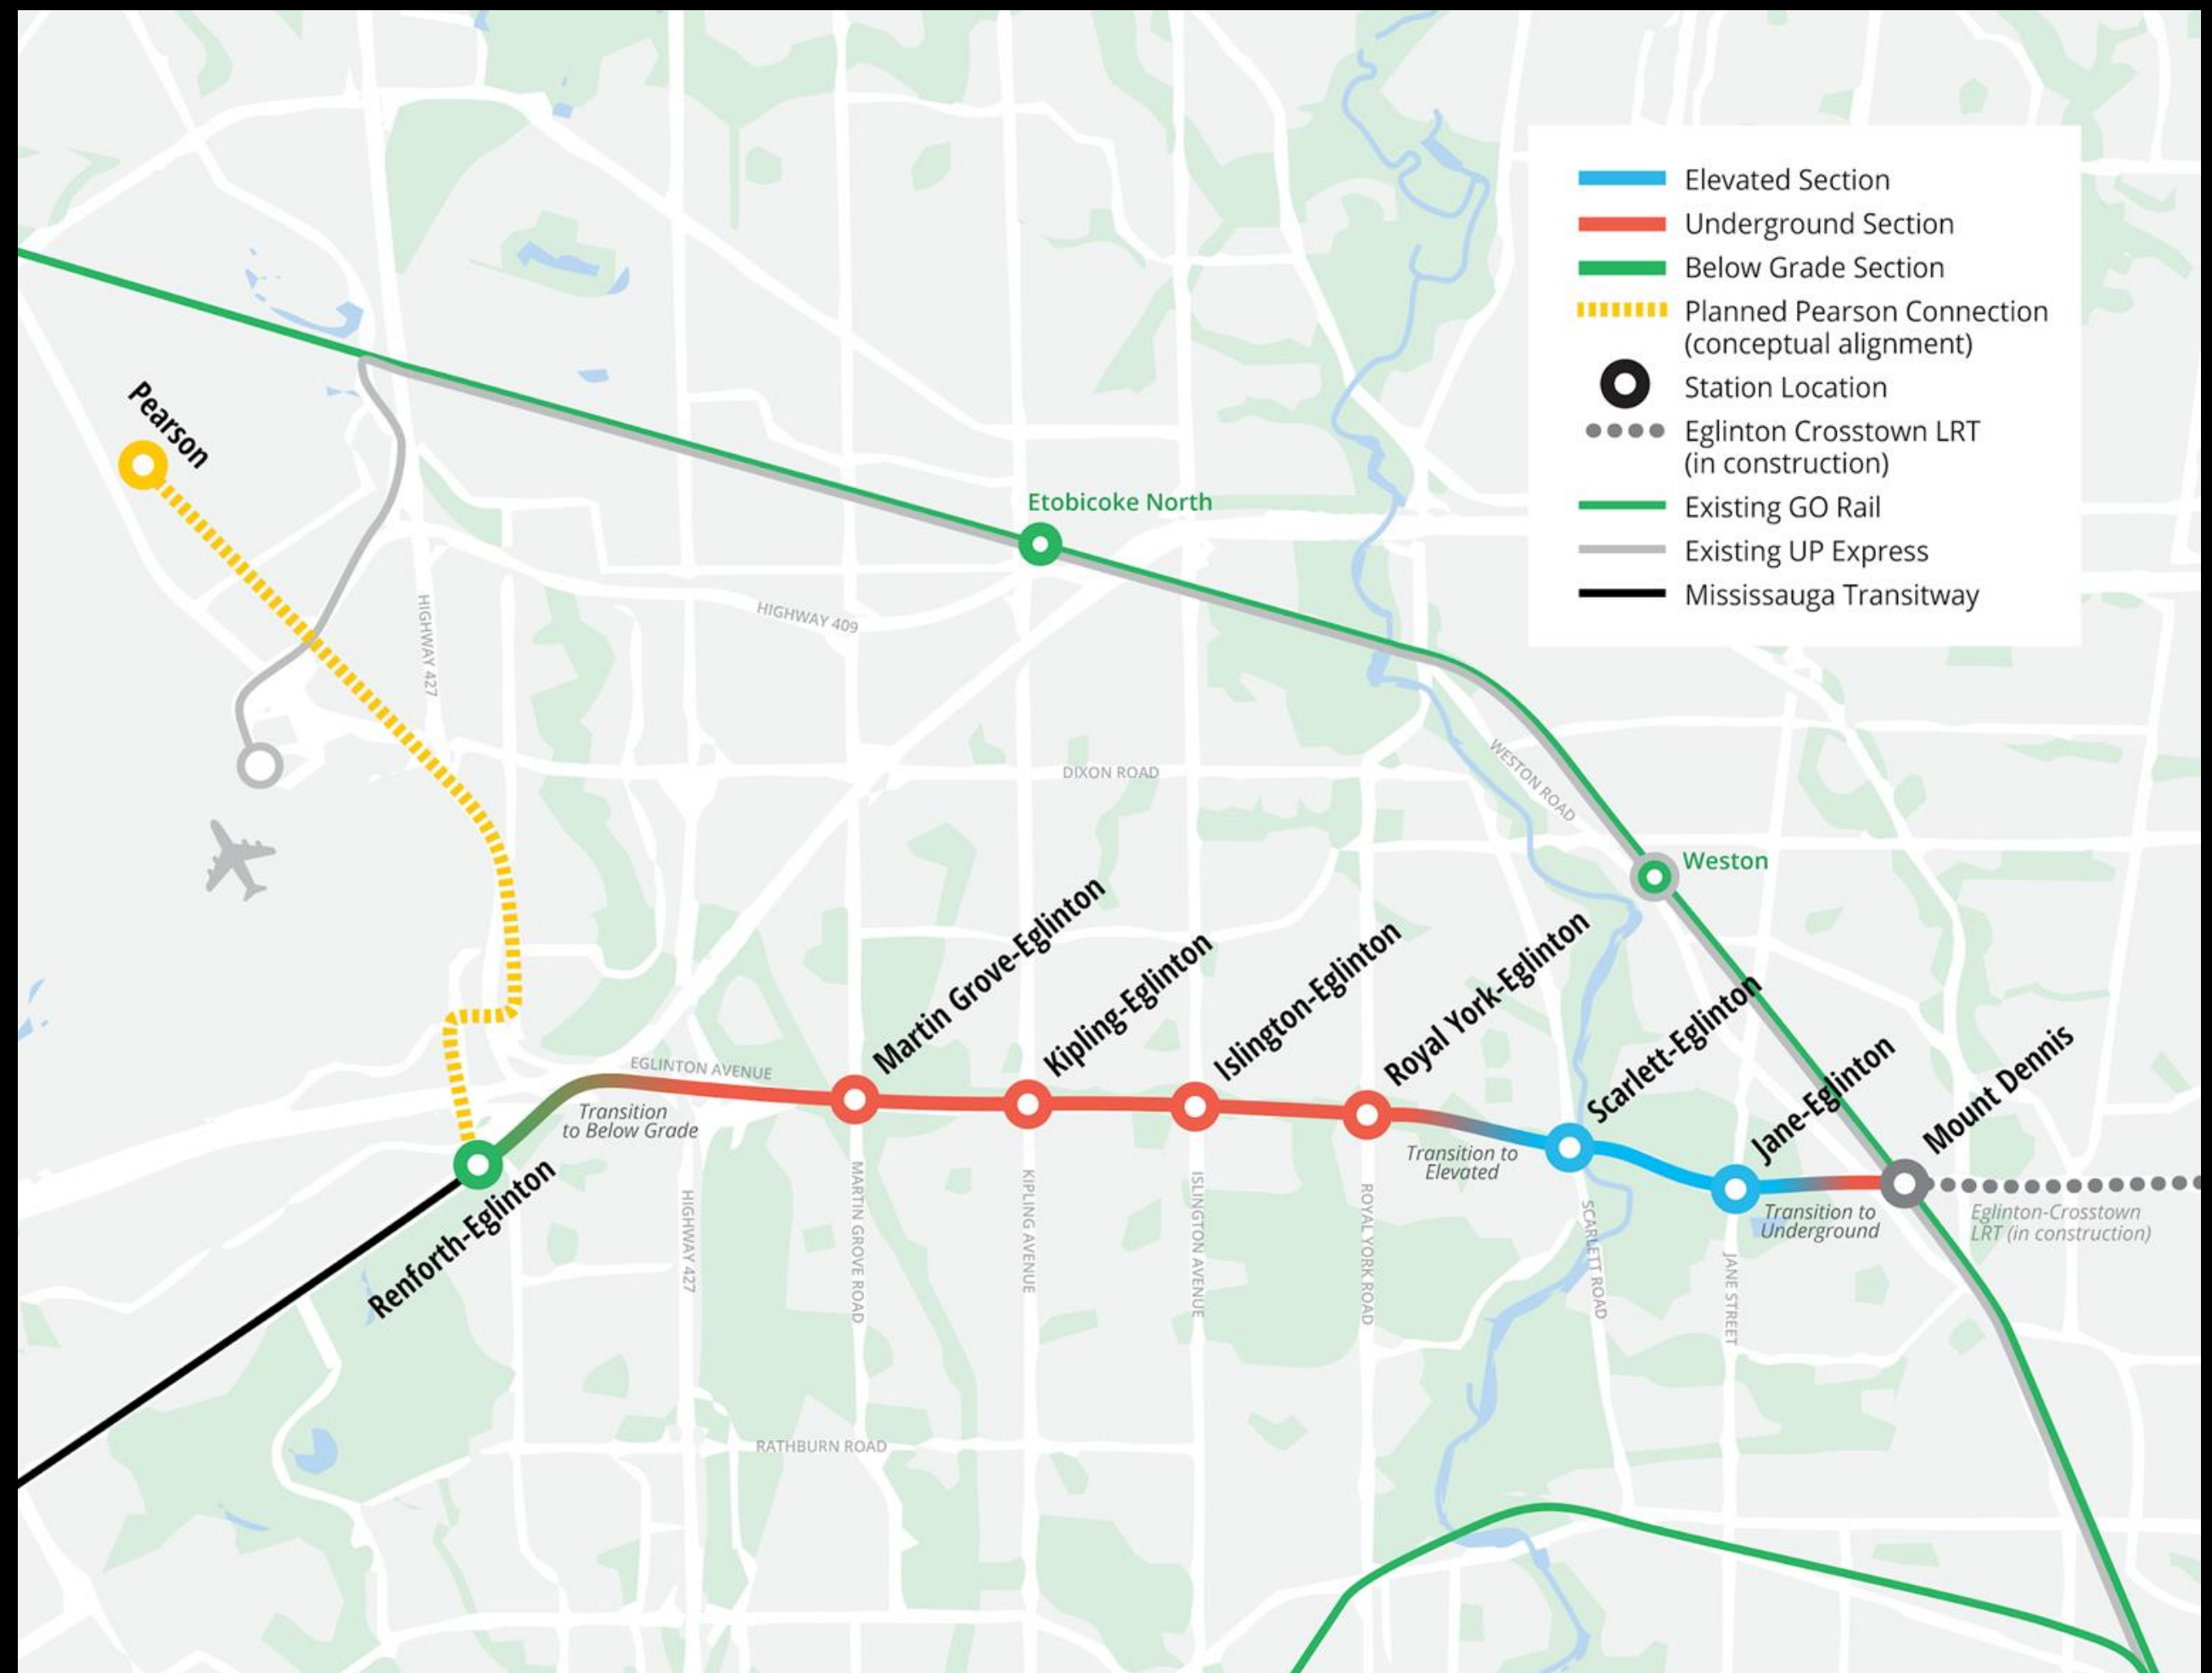 Elevated Section
Underground Section
Below Grade Section
Planned Pearson Connection
(conceptual alignment)
Station Location
Eglinton Crosstown LRT
(in construction)
Existing GO Rail
Existing UP Express
Mississauga Transitway
Pearson
Etobicoke North
HIGHWAY 427
HIGHWAY 409
DIXON ROAD
WESTON ROAD
Weston
Martin Grove-Eglinton
Kipling-Eglinton
Islington-Eglinton
Royal York-Eglinton
Scarlett-Eglinton
Jane-Eglinton
Mount Dennis
EGLINTON AVENUE
Transition
to Below Grade
Renforth-Eglinton
Transition to
Elevated
Transition to
Underground
Eglinton-Crosstown
LRT (in construction)
HIGHWAY 427
MARTIN GROVE ROAD
KIPLING AVENUE
ISLINGTON AVENUE
ROYAL YORK ROAD
SCARLETT ROAD
JANE STREET
RATHBURN ROAD